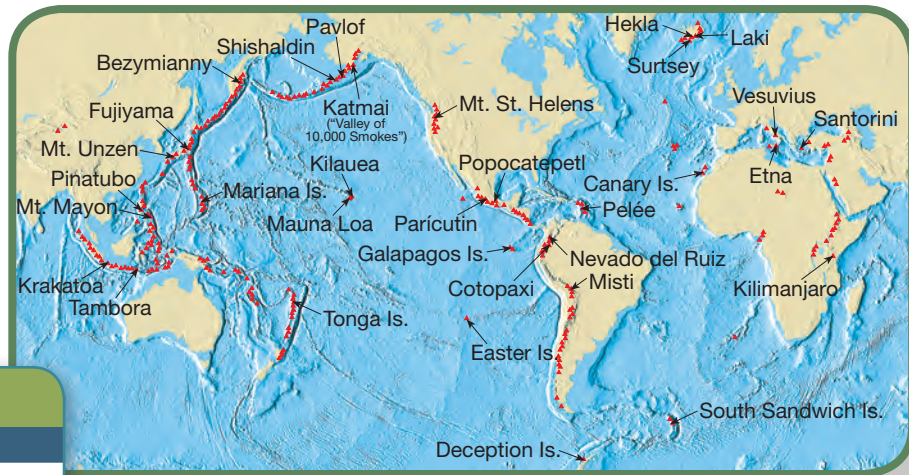 Hekla
Laki
Surtsey
Pavlof
Shishaldin
Bezymianny
Katmai
("Valley of
10,000 Smokes")
Mt. St. Helens
Vesuvius
Santorini
Fujiyama
Mt. Unzen
Pinatubo
Mt. Mayon
Kilauea
Mauna Loa
Mariana Is.
Popocatepetl
Canary Is.
Etna
Parícutin
Pelée
Galapagos Is.
Nevado del Ruiz
Cotopaxi
Misti
Kilimanjaro
Krakatoa
Tambora
Tonga Is.
Easter Is.
South Sandwich Is.
Deception Is.